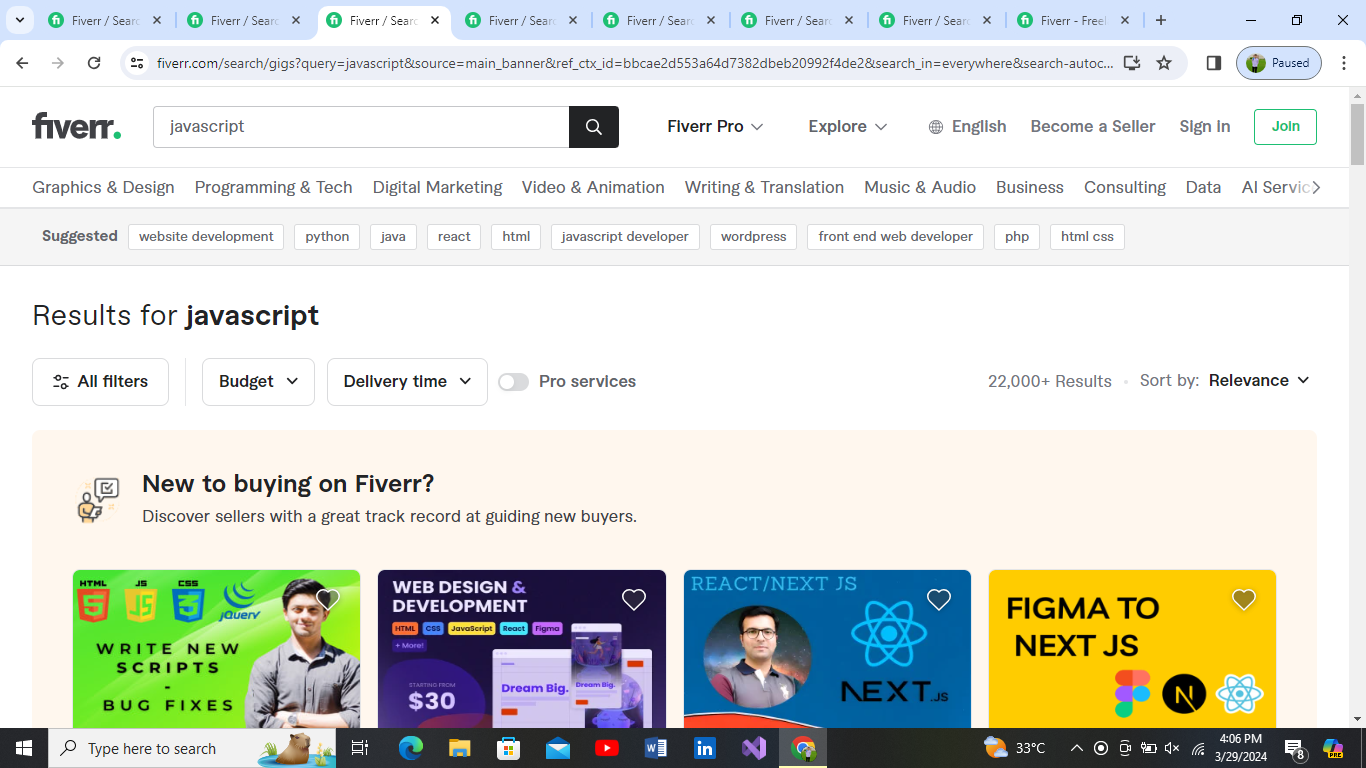 Fiverr / Searc
Fiverr / Searc
Fiverr / Searc
Fiverr / Searc
Fiverr / Searc
Fiverr / Searc
Fiverr / Searc
Fiverr - Freel
fiverr.com/search/gigs?query=javascript&source=main_banner&ref_ctx_id=bbcae2d553a64d7382dbeb20992f4de2&search_in=everywhere&search-autoc...
Paused
fiverr.
javascript
Fiverr Pro
Explore
English
Become a Seller
Sign in
Join
Graphics & Design
Programming & Tech
Digital Marketing
Video & Animation
Writing & Translation
Music & Audio
Business
Consulting
Data
AI Servic
Suggested
website development
python
java
react
html
javascript developer
wordpress
front end web developer
php
html css
Results for javascript
All filters
Budget
Delivery time
Pro services
22,000+ Results
Sort by: Relevance
New to buying on Fiverr?
Discover sellers with a great track record at guiding new buyers.
HTML
5
JS
JS
CSS
3
jQuery
WRITE NEW
SCRIPTS
-
BUG FIXES
WEB DESIGN &
DEVELOPMENT
HTML
CSS
JavaScript
React
Figma
+ More!
STARTING FROM
$30
Dream Big.
Dream Big.
REACT/NEXT JS
NEXT.JS
FIGMA TO
NEXT JS
N
Type here to search
33°C
4:06 PM
3/29/2024
8
PRE